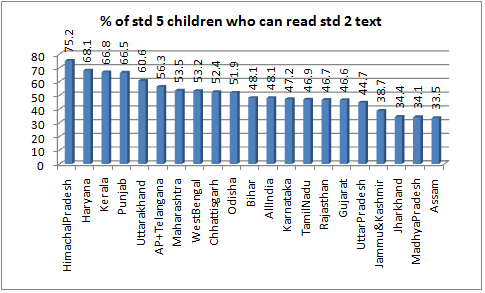 % of std 5 children who can read std 2 text
80
70
60
50
40
30
20
10
0
75.2
68.1
66.8
66.5
60.6
56.3
53.5
53.2
52.4
51.9
48.1
48.1
47.2
46.9
46.7
46.6
44.7
38.7
34.4
34.1
33.5
HimachalPradesh
Haryana
Kerala
Punjab
Uttarakhand
AP+Telangana
Maharashtra
WestBengal
Chhattisgarh
Odisha
Bihar
AllIndia
Karnataka
TamilNadu
Rajasthan
Gujarat
UttarPradesh
Jammu&Kashmir
Jharkhand
MadhyaPradesh
Assam